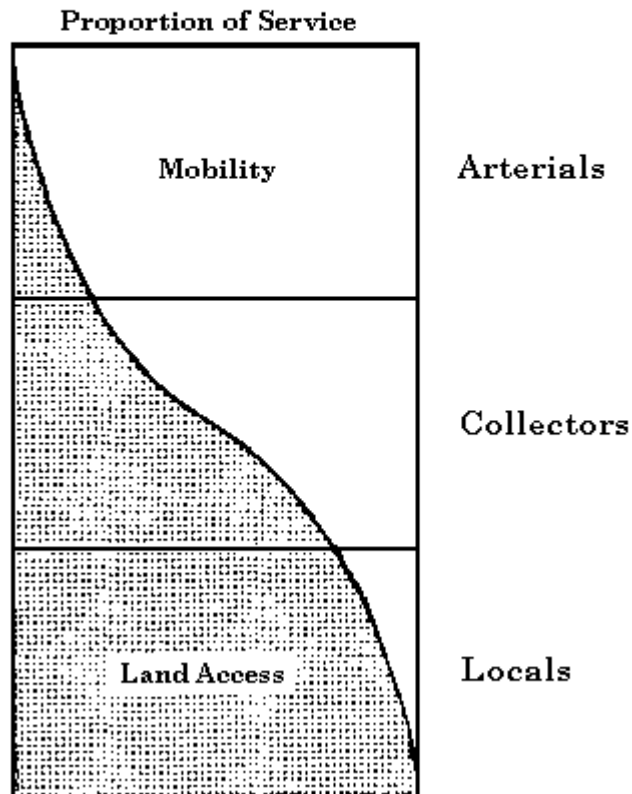 Proportion of Service
Mobility
Arterials
Collectors
Land Access
Locals